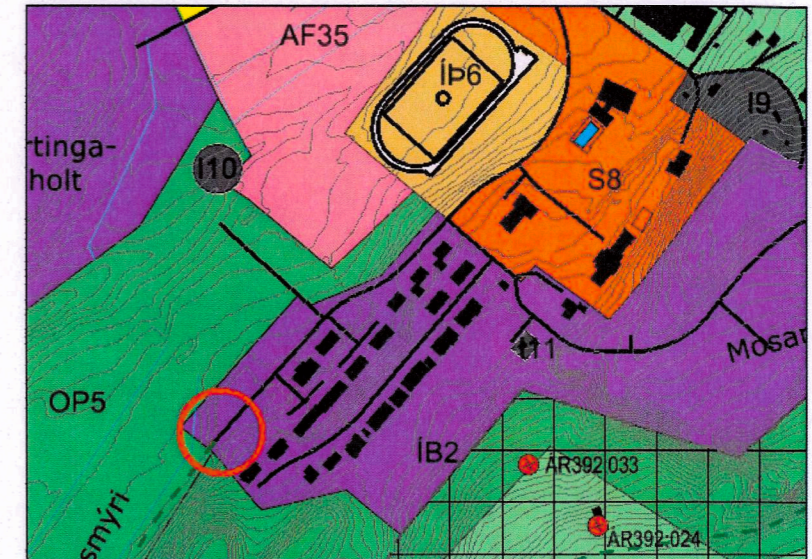 AF35
ÍÞ6
I9
rtinga-
holt
I10
S8
I11
Mosar
OP5
ÍB2
AR392:033
AR392:024
smýri